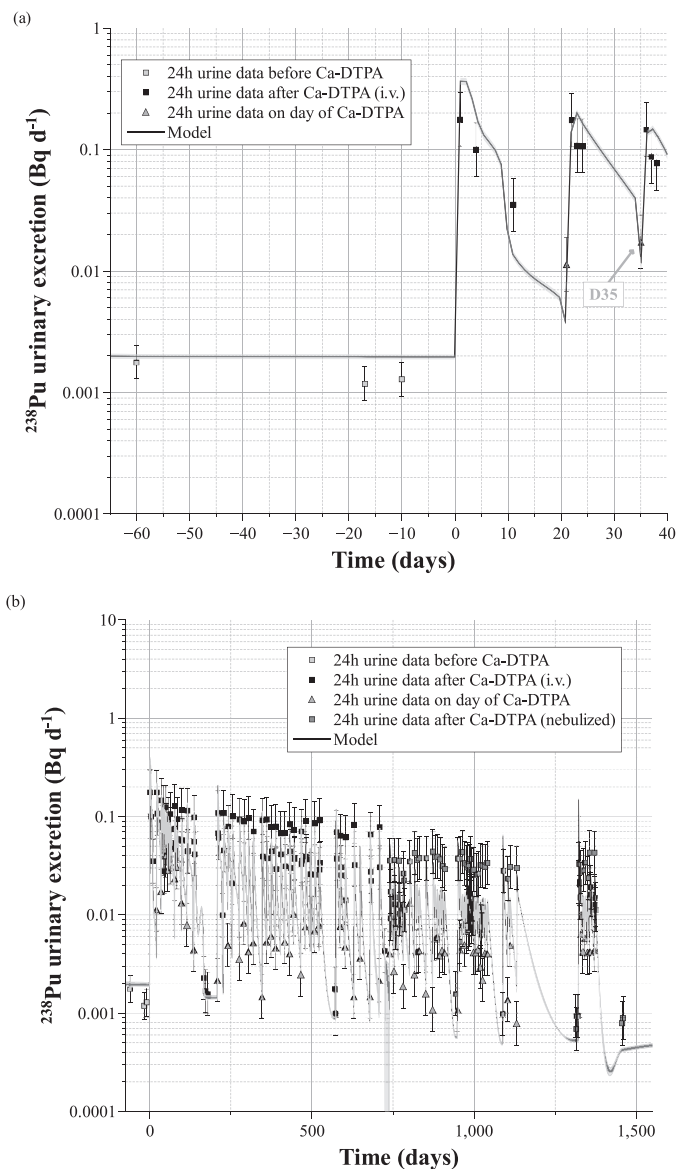 (a)
1
24h urine data before Ca-DTPA
24h urine data after Ca-DTPA (i.v.)
24h urine data on day of Ca-DTPA
Model
0.1
0.01
0.001
0.0001
²³⁸Pu urinary excretion (Bq d⁻¹)
D35
−60 −50 −40 −30 −20 −10 0 10 20 30 40
Time (days)
(b)
10
24h urine data before Ca-DTPA
24h urine data after Ca-DTPA (i.v.)
24h urine data on day of Ca-DTPA
24h urine data after Ca-DTPA (nebulized)
Model
1
0.1
0.01
0.001
0.0001
²³⁸Pu urinary excretion (Bq d⁻¹)
0 500 1,000 1,500
Time (days)